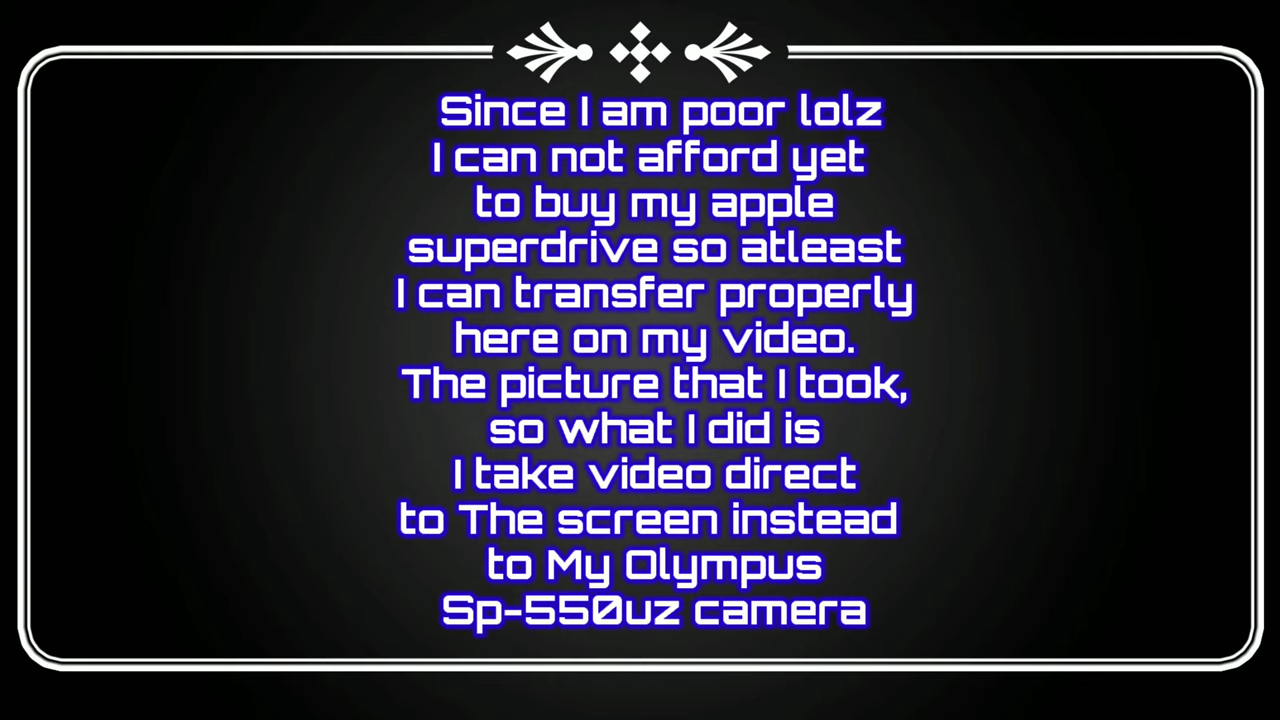 Since I am poor lolz
I can not afford yet
to buy my apple
superdrive so atleast
I can transfer properly
here on my video.
The picture that I took,
so what I did is
I take video direct
to The screen instead
to My Olympus
Sp-550uz camera